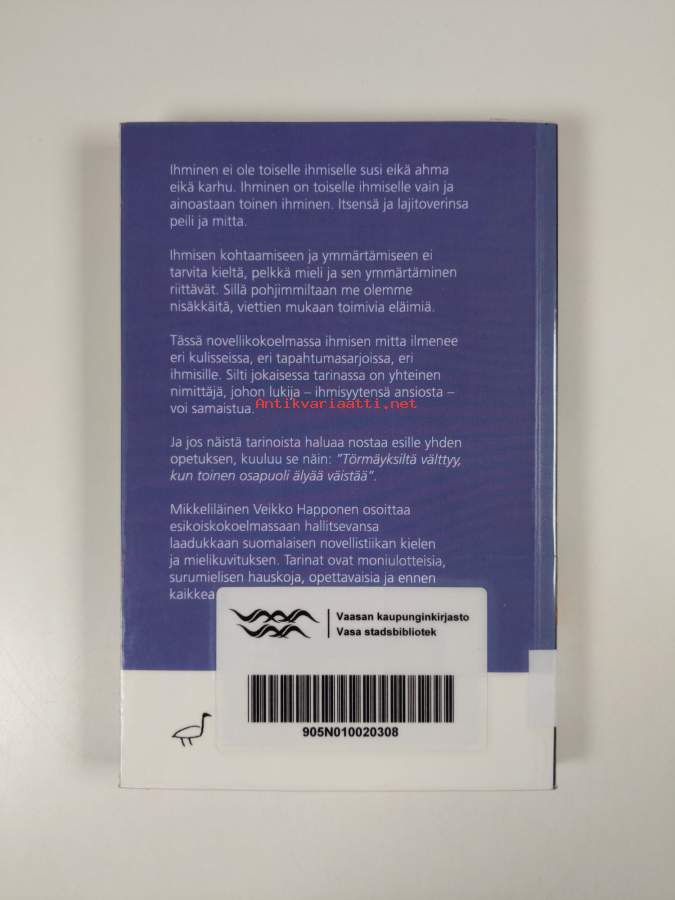 Ihminen ei ole toiselle ihmiselle susi eikä ahma
eikä karhu. Ihminen on toiselle ihmiselle vain ja
ainoastaan toinen ihminen. Itsensä ja lajitoverinsa
peili ja mitta.
Ihmisen kohtaamiseen ja ymmärtämiseen ei
tarvita kieltä, pelkkä mieli ja sen ymmärtäminen
riittävät. Sillä pohjimmiltaan me olemme
nisäkkäitä, viettien mukaan toimivia eläimiä.
Tässä novellikokoelmassa ihmisen mitta ilmenee
eri kulisseissa, eri tapahtumasarjoissa, eri
ihmisille. Silti jokaisessa tarinassa on yhteinen
nimittäjä, johon lukija – ihmisyytensä ansiosta –
voi samaistua.
Antikvariaatti.net
Ja jos näistä tarinoista haluaa nostaa esille yhden
opetuksen, kuuluu se näin: "Törmäyksiltä välttyy,
kun toinen osapuoli älyää väistää".
Mikkeliläinen Veikko Happonen osoittaa
esikoiskokoelmassaan hallitsevansa
laadukkaan suomalaisen novellistiikan kielen
ja mielikuvituksen. Tarinat ovat moniulotteisia,
surumielisen hauskoja, opettavaisia ja ennen
kaikkea
Vaasan kaupunginkirjasto
Vasa stadsbibliotek
905N010020308